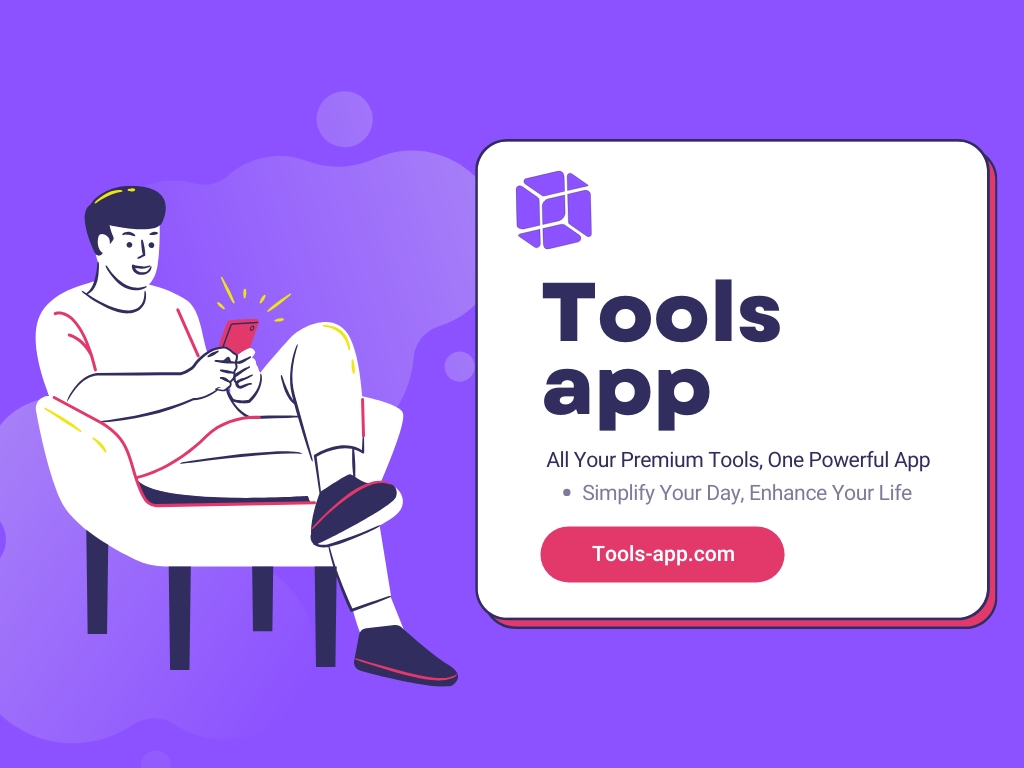 Tools
app
All Your Premium Tools, One Powerful App
• Simplify Your Day, Enhance Your Life
Tools-app.com